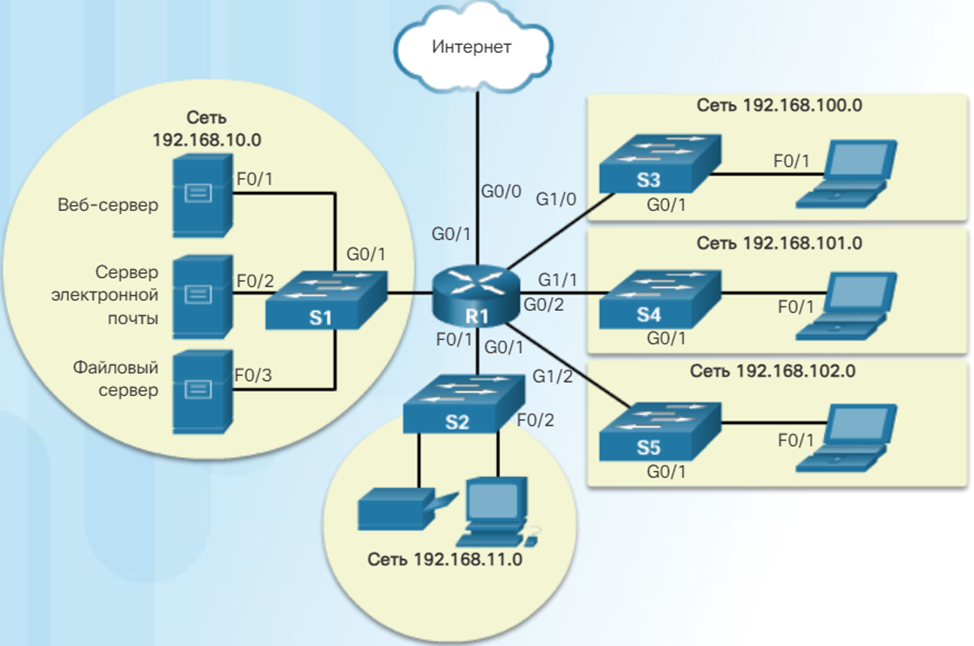 Интернет
Сеть
192.168.10.0
F0/1
Веб-сервер
Сервер
электронной
почты
F0/2
G0/1
S1
Файловый
сервер
F0/3
G0/0
G0/1
R1
G1/0
G1/1
G0/2
F0/1
G0/1
G1/2
S2
F0/2
Сеть 192.168.11.0
Сеть 192.168.100.0
S3
G0/1
F0/1
Сеть 192.168.101.0
S4
G0/1
F0/1
Сеть 192.168.102.0
S5
G0/1
F0/1